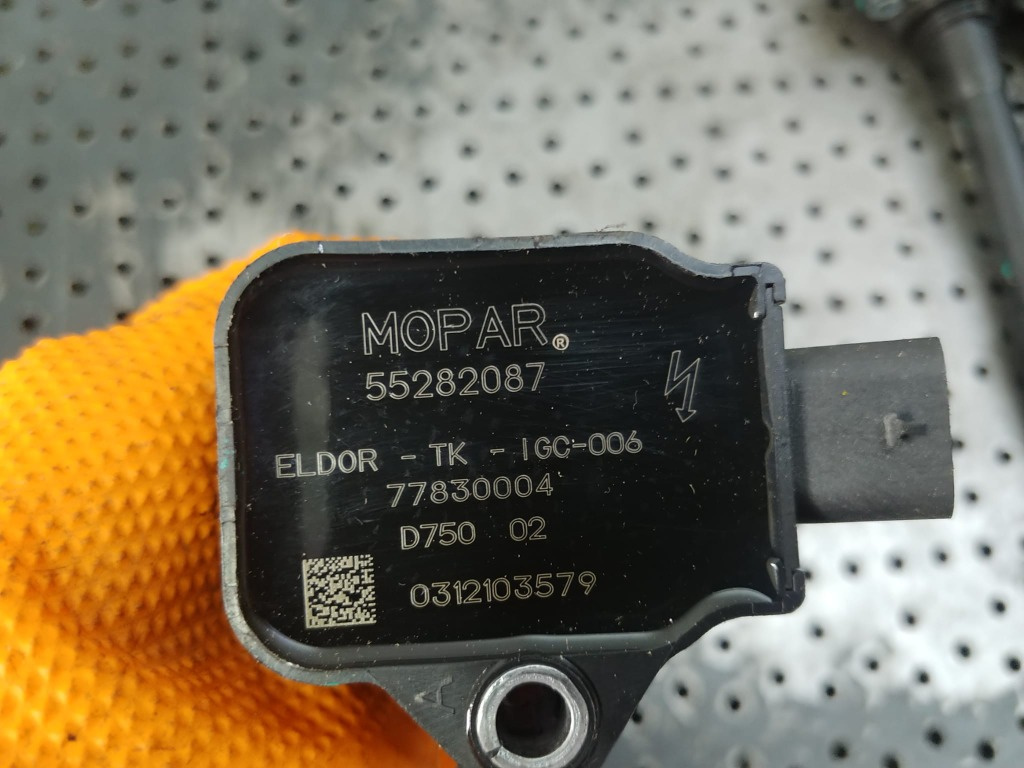 MOPAR®
55282087
ELDOR - TK - IGC-006
77830004
D750 02
0312103579
A